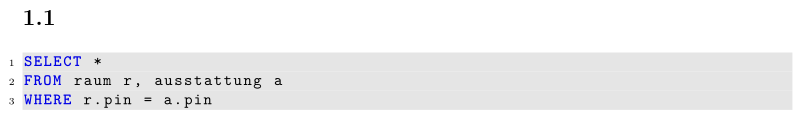 1.1
1 SELECT *
2 FROM raum r, ausstattung a
3 WHERE r.pin = a.pin